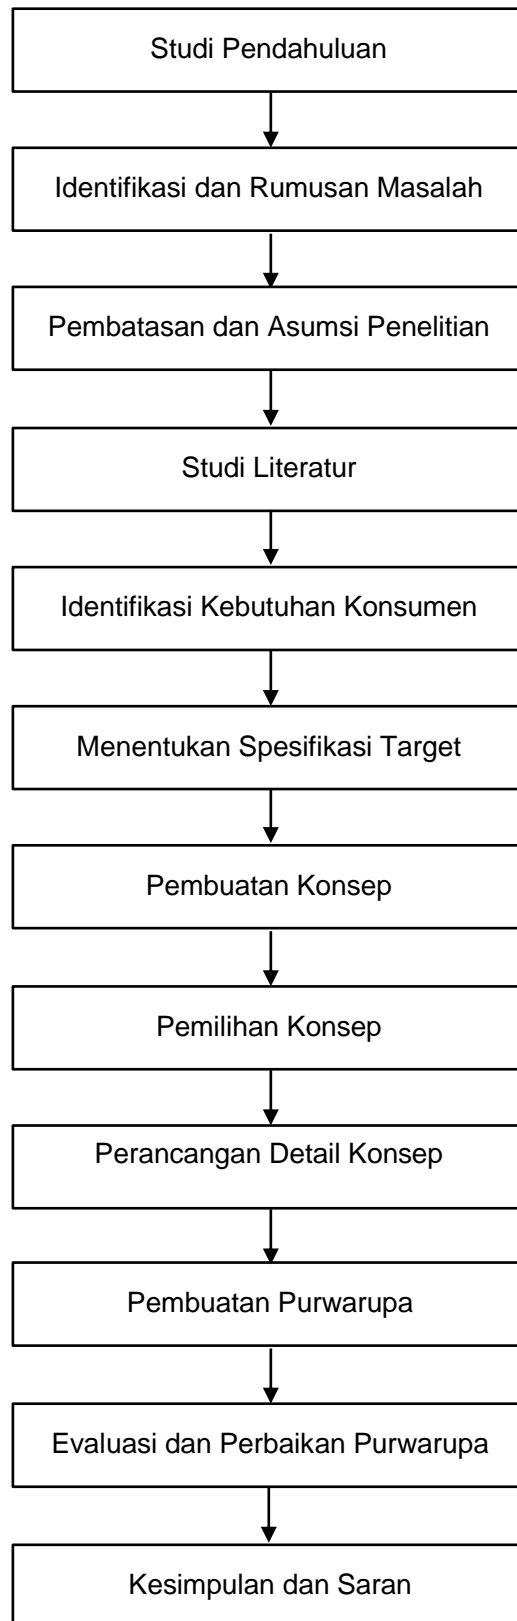 Studi Pendahuluan
Identifikasi dan Rumusan Masalah
Pembatasan dan Asumsi Penelitian
Studi Literatur
Identifikasi Kebutuhan Konsumen
Menentukan Spesifikasi Target
Pembuatan Konsep
Pemilihan Konsep
Perancangan Detail Konsep
Pembuatan Purwarupa
Evaluasi dan Perbaikan Purwarupa
Kesimpulan dan Saran